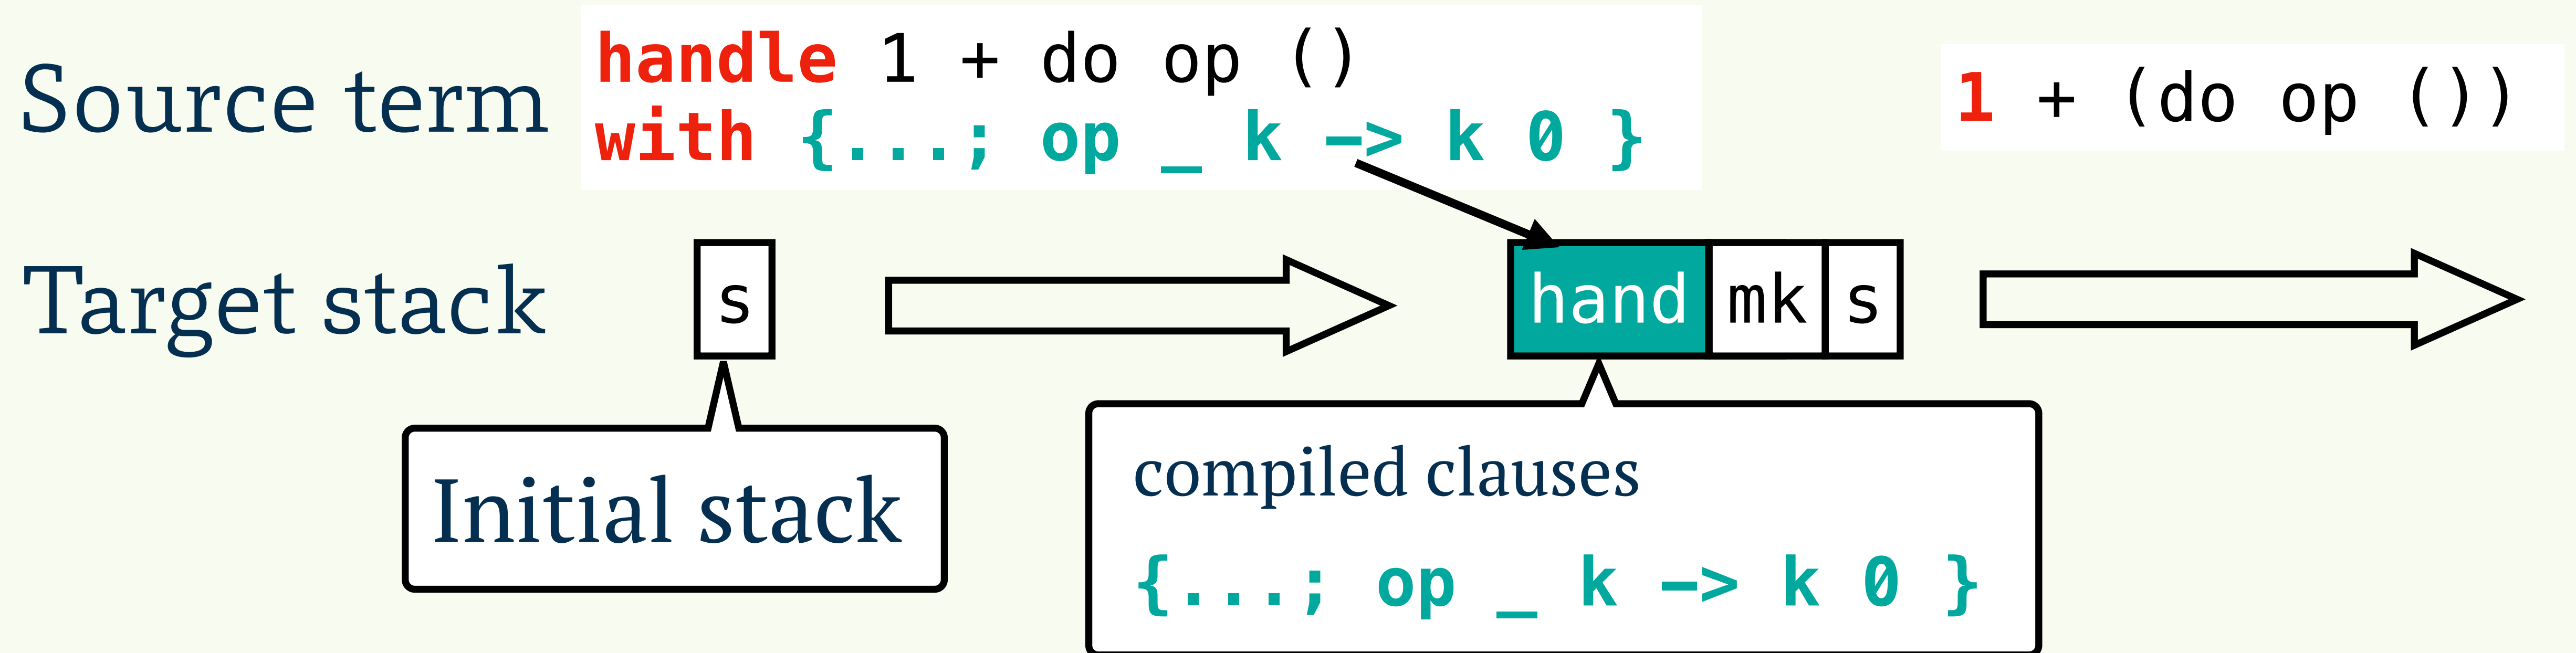 Source term
handle 1 + do op ()
with {...; op _ k −> k 0 }
1 + (do op ())
Target stack
s
hand mk s
Initial stack
compiled clauses
{...; op _ k −> k 0 }